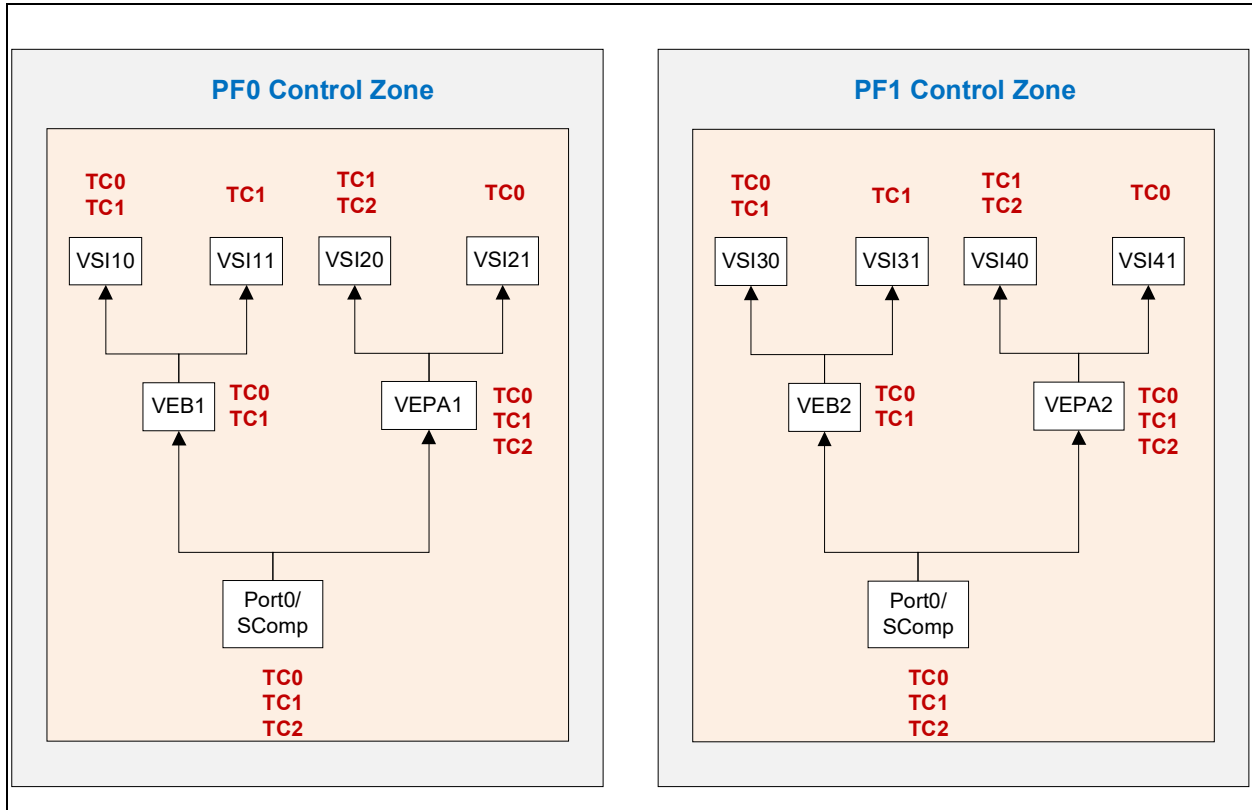 PF0 Control Zone
TC0
TC1
TC1
TC1
TC2
TC0
VSI10
VSI11
VSI20
VSI21
VEB1
TC0
TC1
VEPA1
TC0
TC1
TC2
Port0/
SComp
TC0
TC1
TC2
PF1 Control Zone
TC0
TC1
TC1
TC1
TC2
TC0
VSI30
VSI31
VSI40
VSI41
VEB2
TC0
TC1
VEPA2
TC0
TC1
TC2
Port0/
SComp
TC0
TC1
TC2